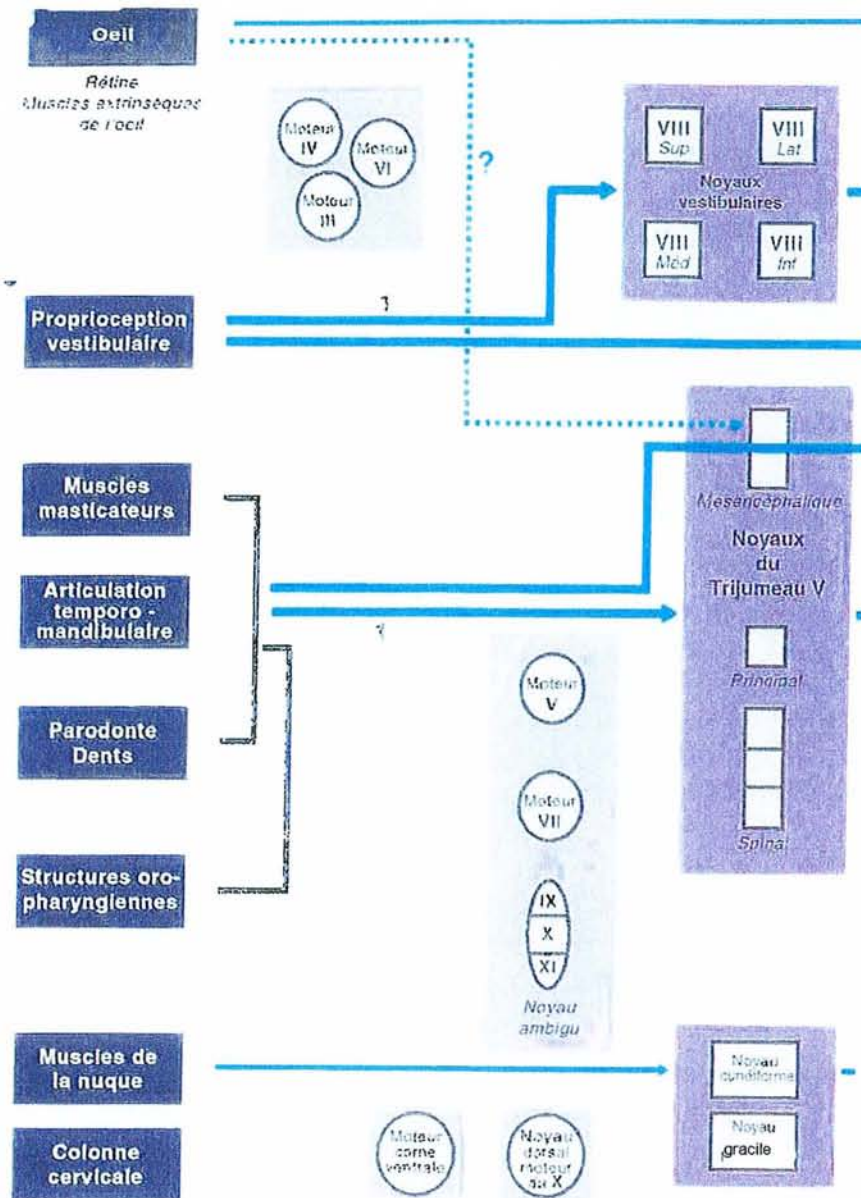 Oeil
Rétine
Muscles extrinsèques
de l'oeil
Moteur
IV
Moteur
VI
Moteur
III
?
VIII
Sup
VIII
Lat
Noyaux
vestibulaires
VIII
Méd
VIII
Inf
Proprioception
vestibulaire
Muscles
masticateurs
Articulation
temporo -
mandibulaire
Parodonte
Dents
Structures oro-
pharyngiennes
Mésencéphalique
Noyaux
du
Trijumeau V
Principal
Spinal
Moteur
V
Moteur
VII
IX
X
XI
Noyau
ambigu
Muscles de
la nuque
Colonne
cervicale
Moteur
corne
ventrale
Noyau
dorsal
moteur
du X
Noyau
cunéiforme
Noyau
gracile